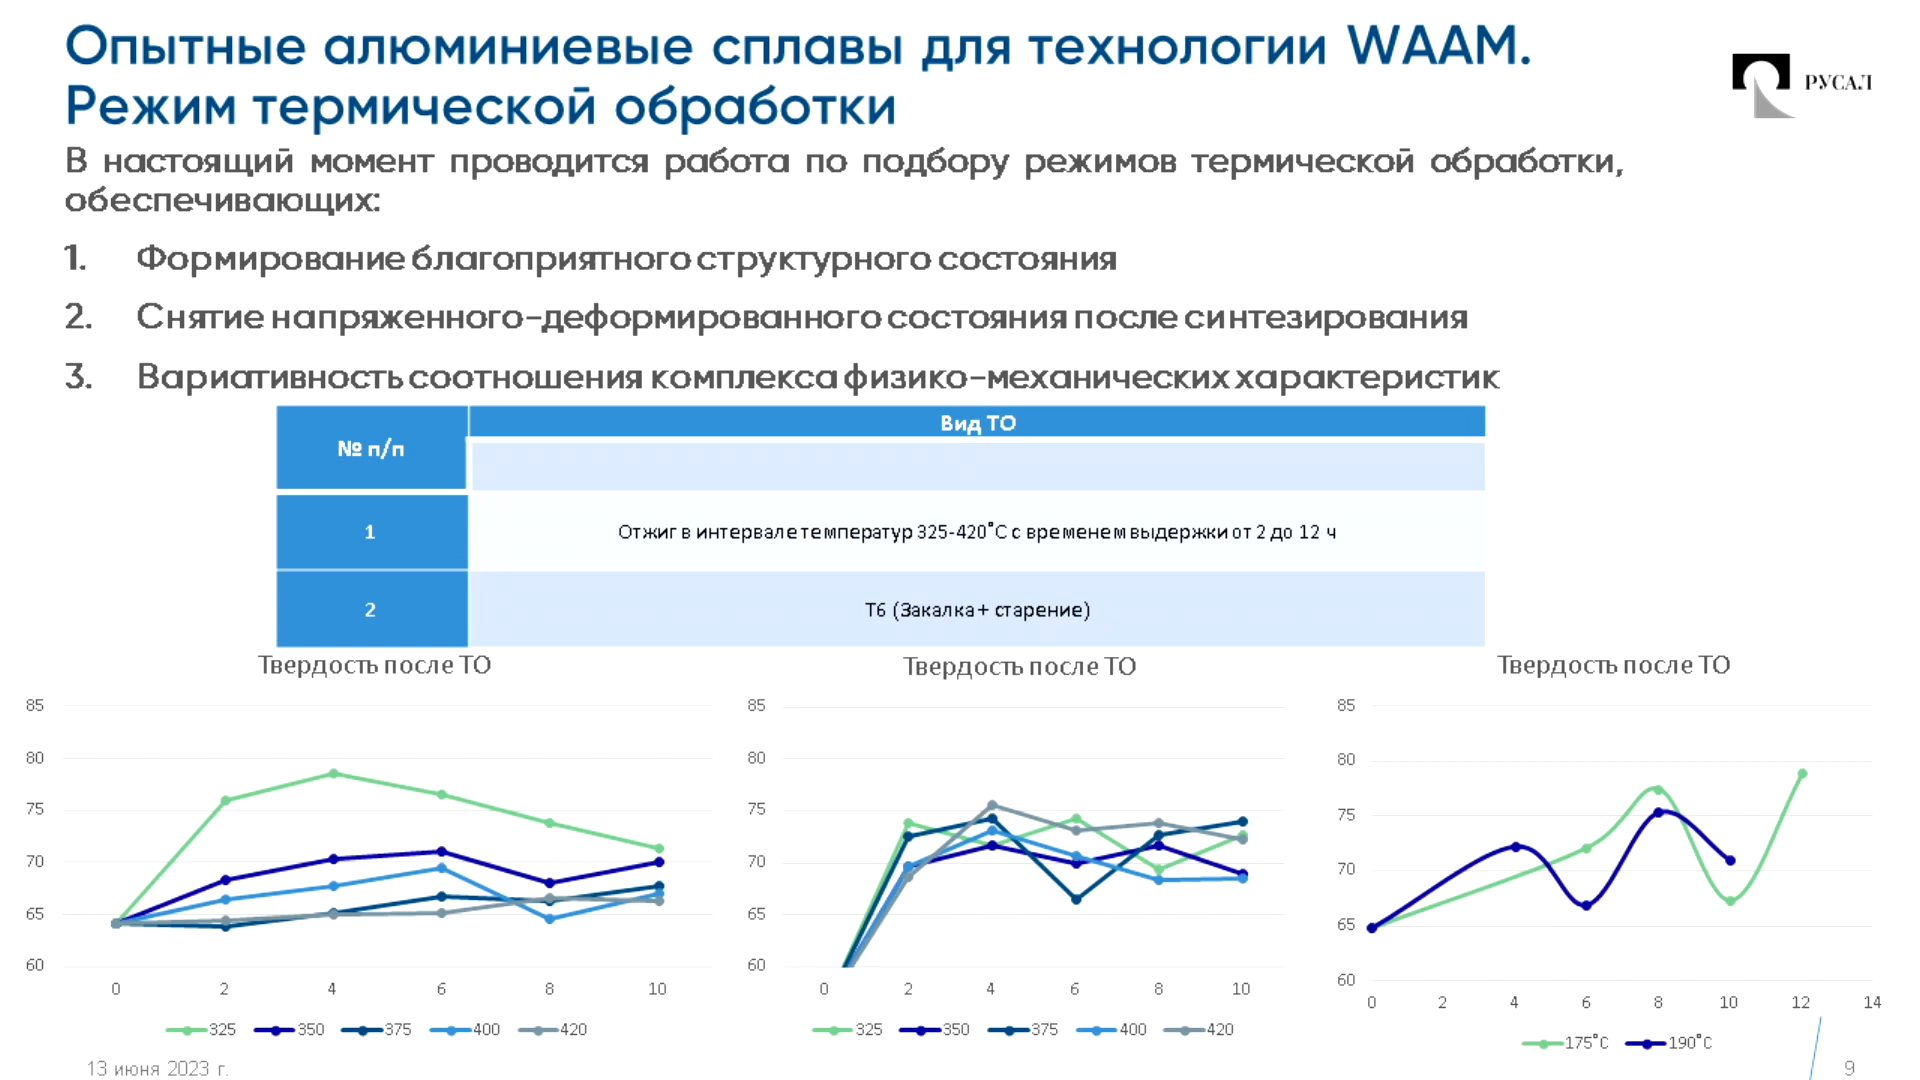 Опытные алюминиевые сплавы для технологии WAAM.
Режим термической обработки
РУСАЛ
В настоящий момент проводится работа по подбору режимов термической обработки,
обеспечивающих:
1. Формирование благоприятного структурного состояния
2. Снятие напряженного-деформированного состояния после синтезирования
3. Вариативность соотношения комплекса физико-механических характеристик
№ п/п
Вид ТО
1
Отжиг в интервале температур 325-420˚С с временем выдержки от 2 до 12 ч
2
Т6 (Закалка + старение)
Твердость после ТО
85
80
75
70
65
60
0 2 4 6 8 10
325 350 375 400 420
Твердость после ТО
85
80
75
70
65
60
0 2 4 6 8 10
325 350 375 400 420
Твердость после ТО
85
80
75
70
65
60
0 2 4 6 8 10 12 14
175˚С 190˚С
13 июня 2023 г.
9